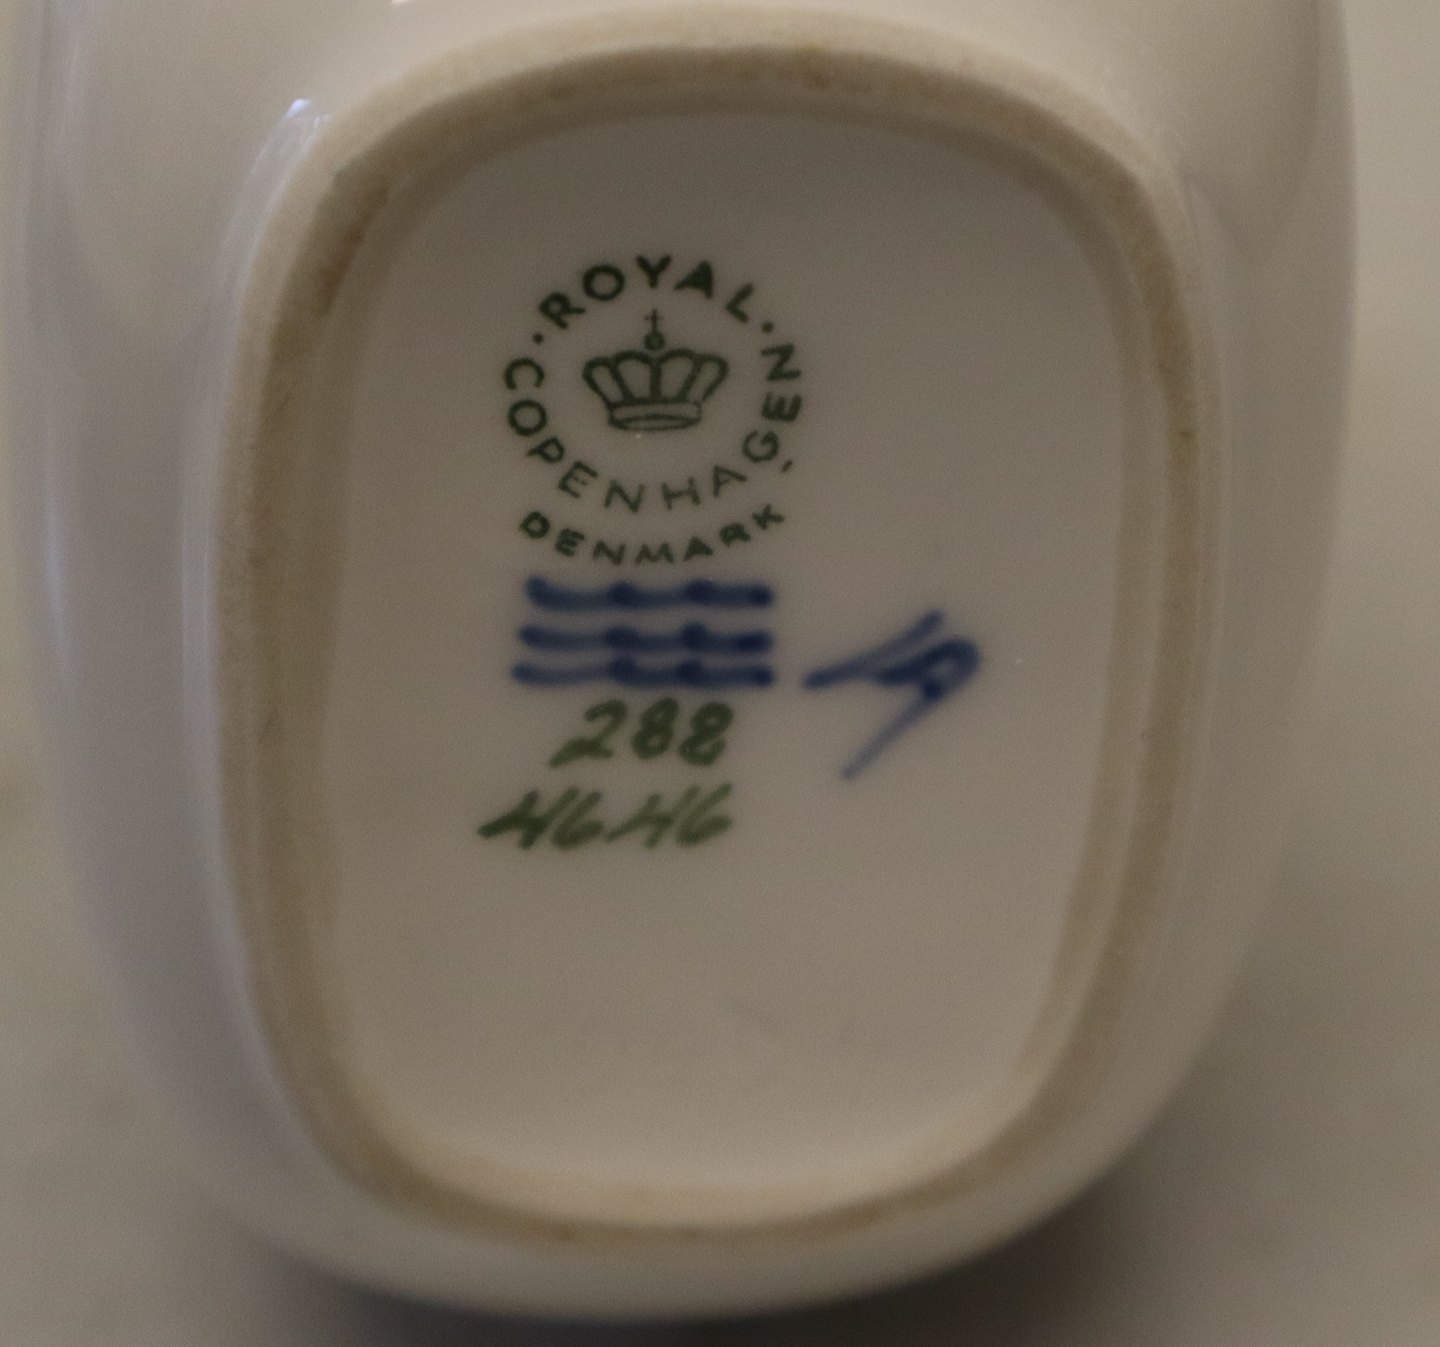 · ROYAL ·
COPENHAGEN
DENMARK
288
4646